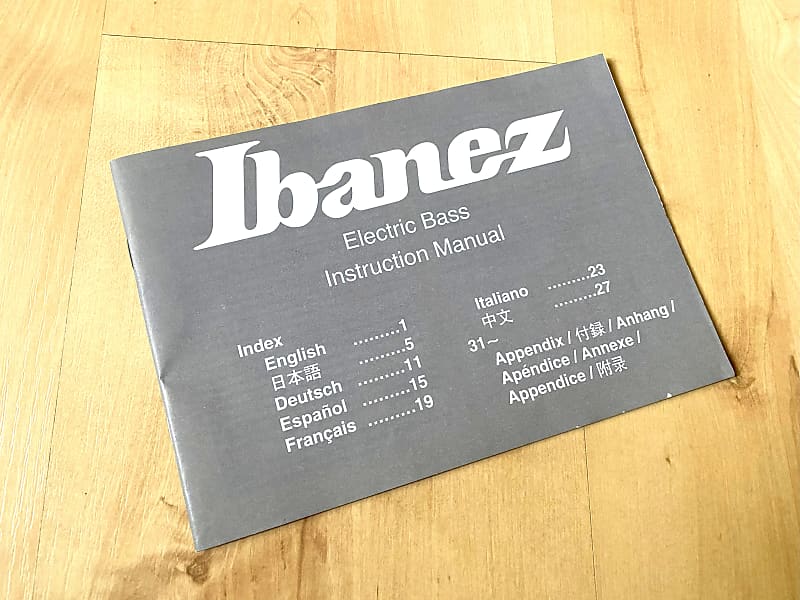 Ibanez
Electric Bass
Instruction Manual
Index
English ..........1
日本語 ..........5
Deutsch ..........11
Español ..........15
Français ..........19
Italiano ..........23
中文 ..........27
31～
Appendix / 付録 / Anhang /
Apéndice / Annexe /
Appendice / 附录